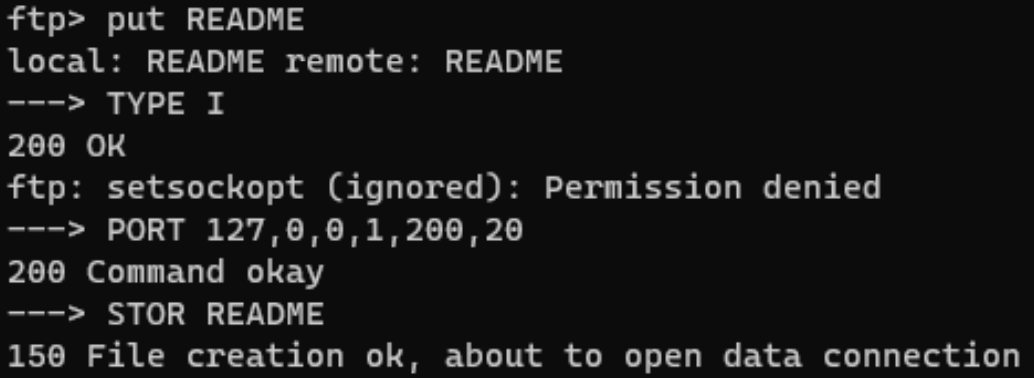 ftp> put README
local: README remote: README
---> TYPE I
200 OK
ftp: setsockopt (ignored): Permission denied
---> PORT 127,0,0,1,200,20
200 Command okay
---> STOR README
150 File creation ok, about to open data connection